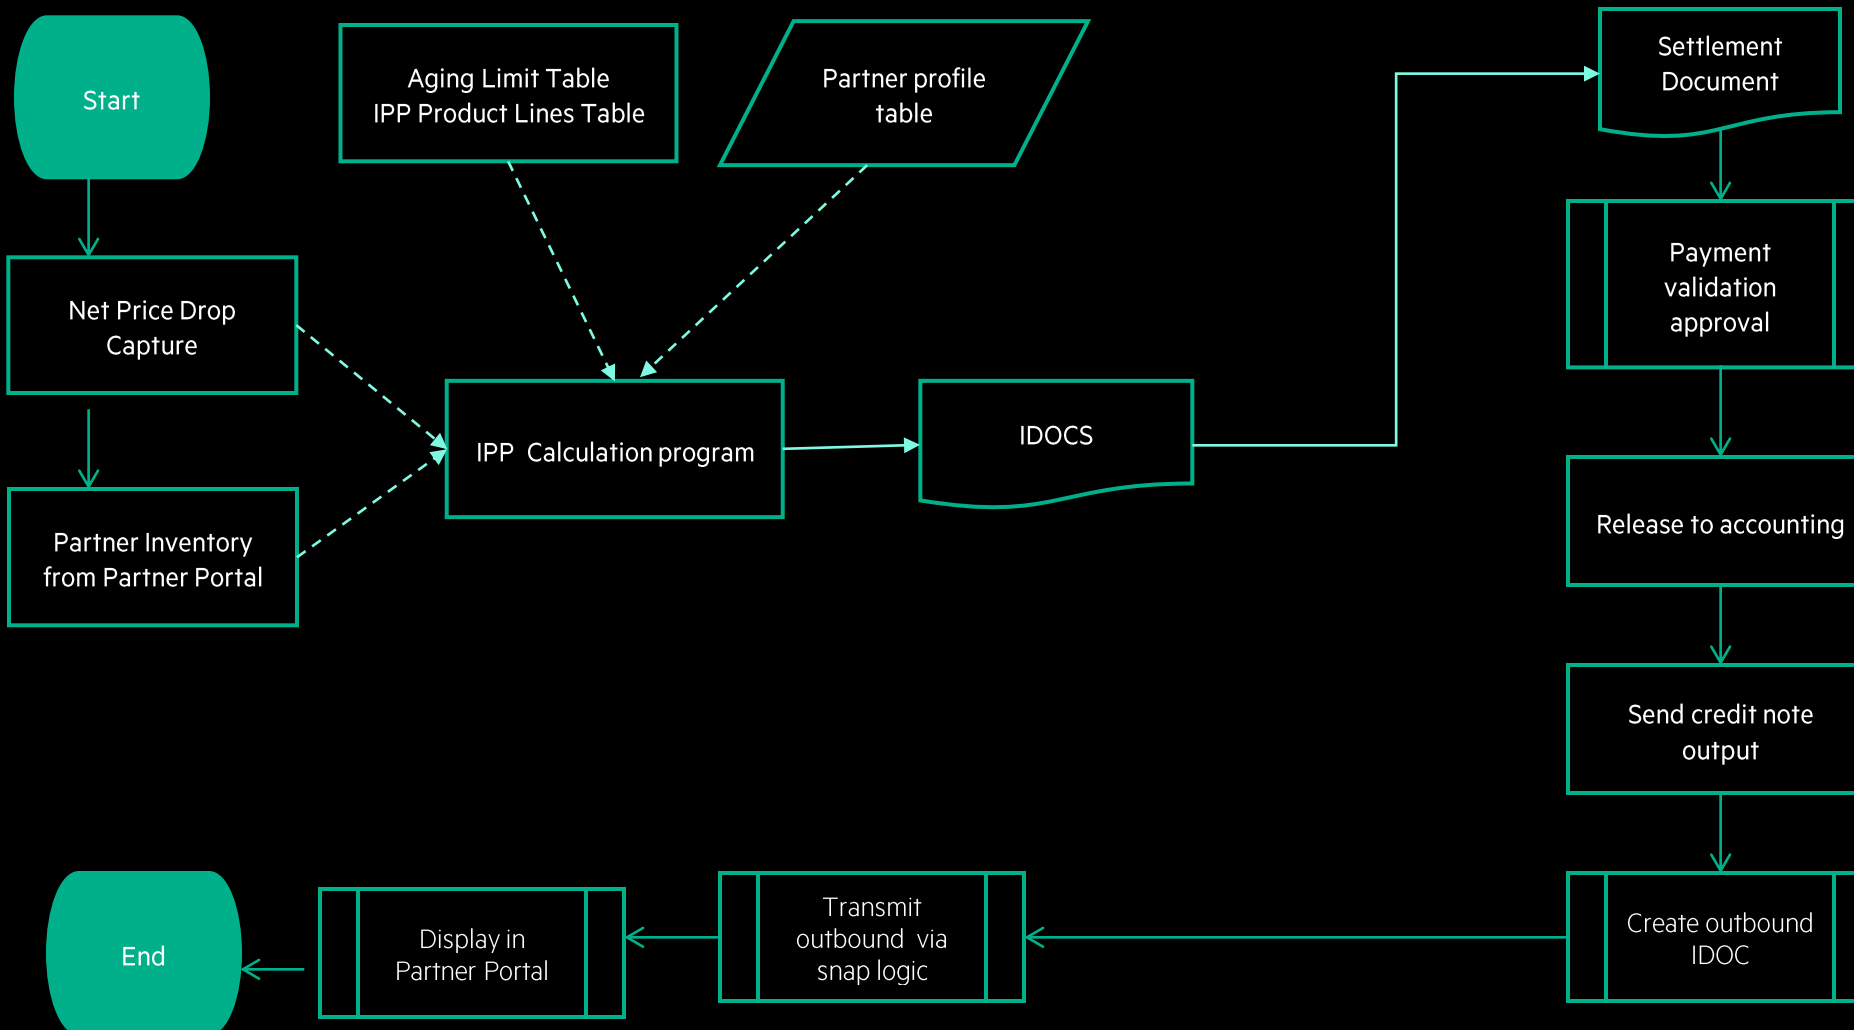 Start
Aging Limit Table
IPP Product Lines Table
Partner profile
table
Settlement
Document
Net Price Drop
Capture
Payment
validation
approval
IPP  Calculation program
IDOCS
Partner Inventory
from Partner Portal
Release to accounting
Send credit note
output
End
Display in
Partner Portal
Transmit
outbound  via
snap logic
Create outbound
IDOC